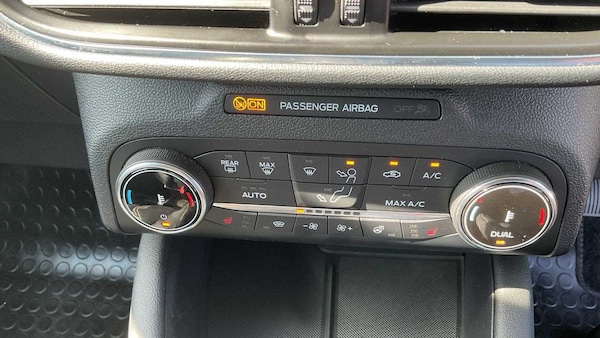 ON PASSENGER AIRBAG OFF
REAR MAX A/C
AUTO MAX A/C
DUAL